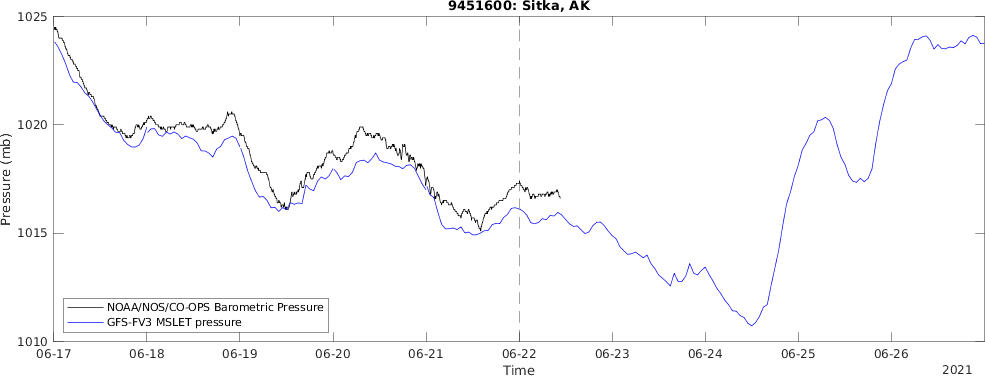 9451600: Sitka, AK
1025
1020
1015
1010
Pressure (mb)
NOAA/NOS/CO-OPS Barometric Pressure
GFS-FV3 MSLET pressure
06-17 06-18 06-19 06-20 06-21 06-22 06-23 06-24 06-25 06-26
Time
2021